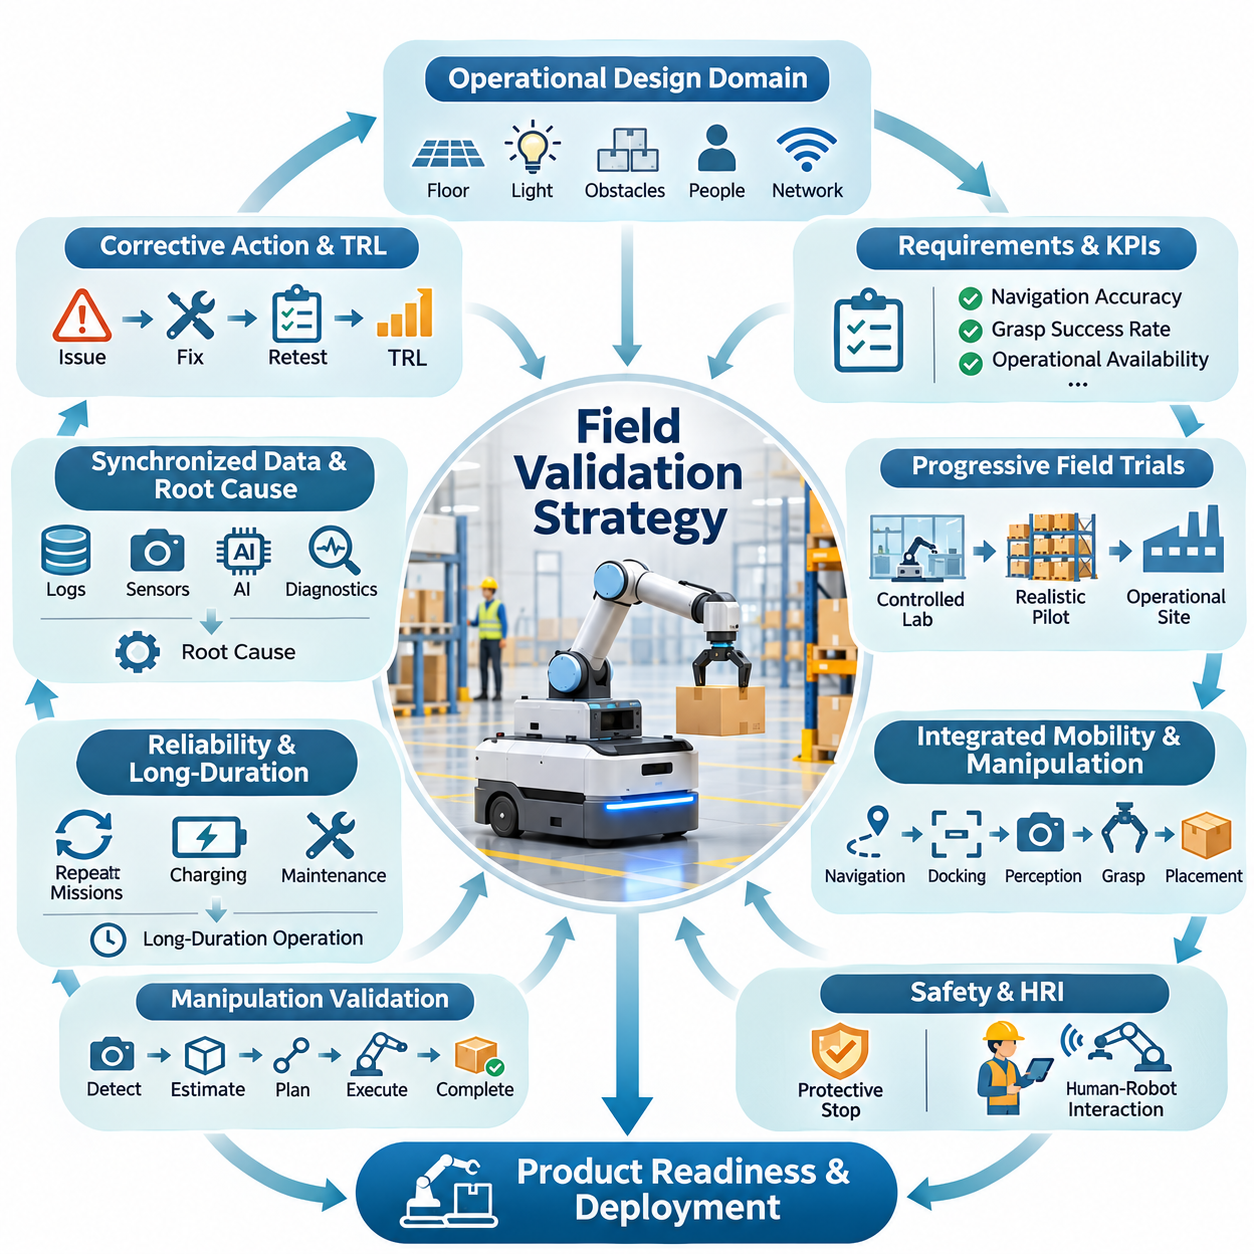 Operational Design Domain
Floor
Light
Obstacles
People
Network
Corrective Action & TRL
Issue
Fix
Retest
TRL
Requirements & KPIs
Navigation Accuracy
Grasp Success Rate
Operational Availability
...
Field
Validation
Strategy
Synchronized Data &
Root Cause
Logs
Sensors
AI
AI
Diagnostics
Root Cause
Progressive Field Trials
Controlled
Lab
Realistic
Pilot
Operational
Site
Reliability &
Long-Duration
Repeatt
Missions
Charging
Maintenance
Long-Duration Operation
Integrated Mobility &
Manipulation
Navigation
Docking
Perception
Grasp
Placement
Manipulation Validation
Detect
Estimate
Plan
Execute
Complete
Safety & HRI
Protective
Stop
Human-Robot
Interaction
Product Readiness &
Deployment